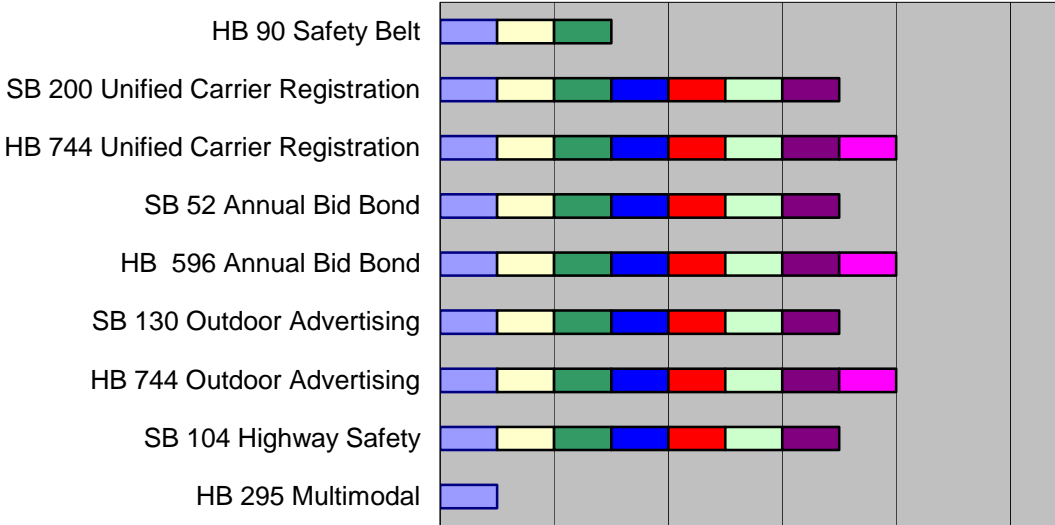 HB 90 Safety Belt
SB 200 Unified Carrier Registration
HB 744 Unified Carrier Registration
SB 52 Annual Bid Bond
HB  596 Annual Bid Bond
SB 130 Outdoor Advertising
HB 744 Outdoor Advertising
SB 104 Highway Safety
HB 295 Multimodal